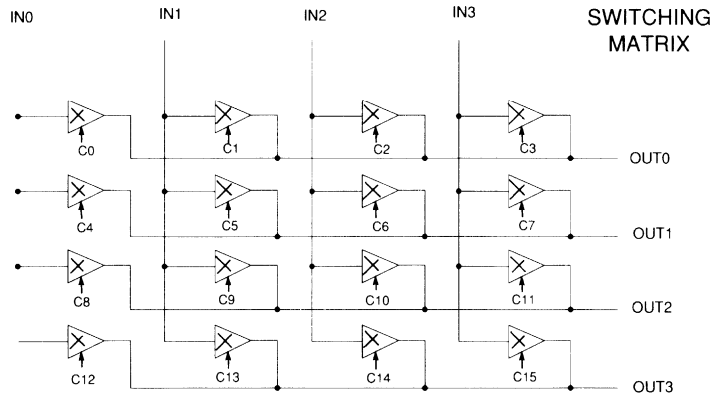 IN0 IN1 IN2 IN3 SWITCHING
MATRIX
C0 C1 C2 C3
OUT0
C4 C5 C6 C7
OUT1
C8 C9 C10 C11
OUT2
C12 C13 C14 C15
OUT3